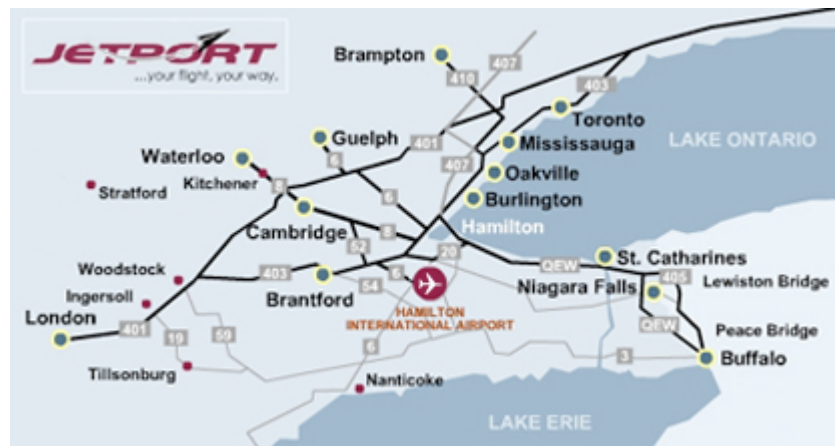 JETPORT
...your flight, your way.
Brampton
410
407
403
Toronto
LAKE ONTARIO
Guelph
401
Mississauga
Waterloo
6
407
Oakville
Kitchener
8
Stratford
6
Burlington
Cambridge
8
Hamilton
52
20
St. Catharines
Woodstock
403
QEW
405
Lewiston Bridge
Ingersoll
Brantford
54
6
Niagara Falls
HAMILTON
INTERNATIONAL AIRPORT
London
401
19
59
QEW
Peace Bridge
6
3
Buffalo
Tillsonburg
Nanticoke
LAKE ERIE